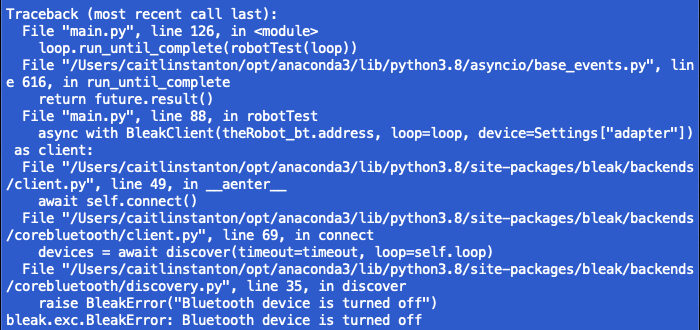 Traceback (most recent call last):
  File "main.py", line 126, in <module>
    loop.run_until_complete(robotTest(loop))
  File "/Users/caitlinstanton/opt/anaconda3/lib/python3.8/asyncio/base_events.py", lin
e 616, in run_until_complete
    return future.result()
  File "main.py", line 88, in robotTest
    async with BleakClient(theRobot_bt.address, loop=loop, device=Settings["adapter"])
 as client:
  File "/Users/caitlinstanton/opt/anaconda3/lib/python3.8/site-packages/bleak/backends
/client.py", line 49, in __aenter__
    await self.connect()
  File "/Users/caitlinstanton/opt/anaconda3/lib/python3.8/site-packages/bleak/backends
/corebluetooth/client.py", line 69, in connect
    devices = await discover(timeout=timeout, loop=self.loop)
  File "/Users/caitlinstanton/opt/anaconda3/lib/python3.8/site-packages/bleak/backends
/corebluetooth/discovery.py", line 35, in discover
    raise BleakError("Bluetooth device is turned off")
bleak.exc.BleakError: Bluetooth device is turned off